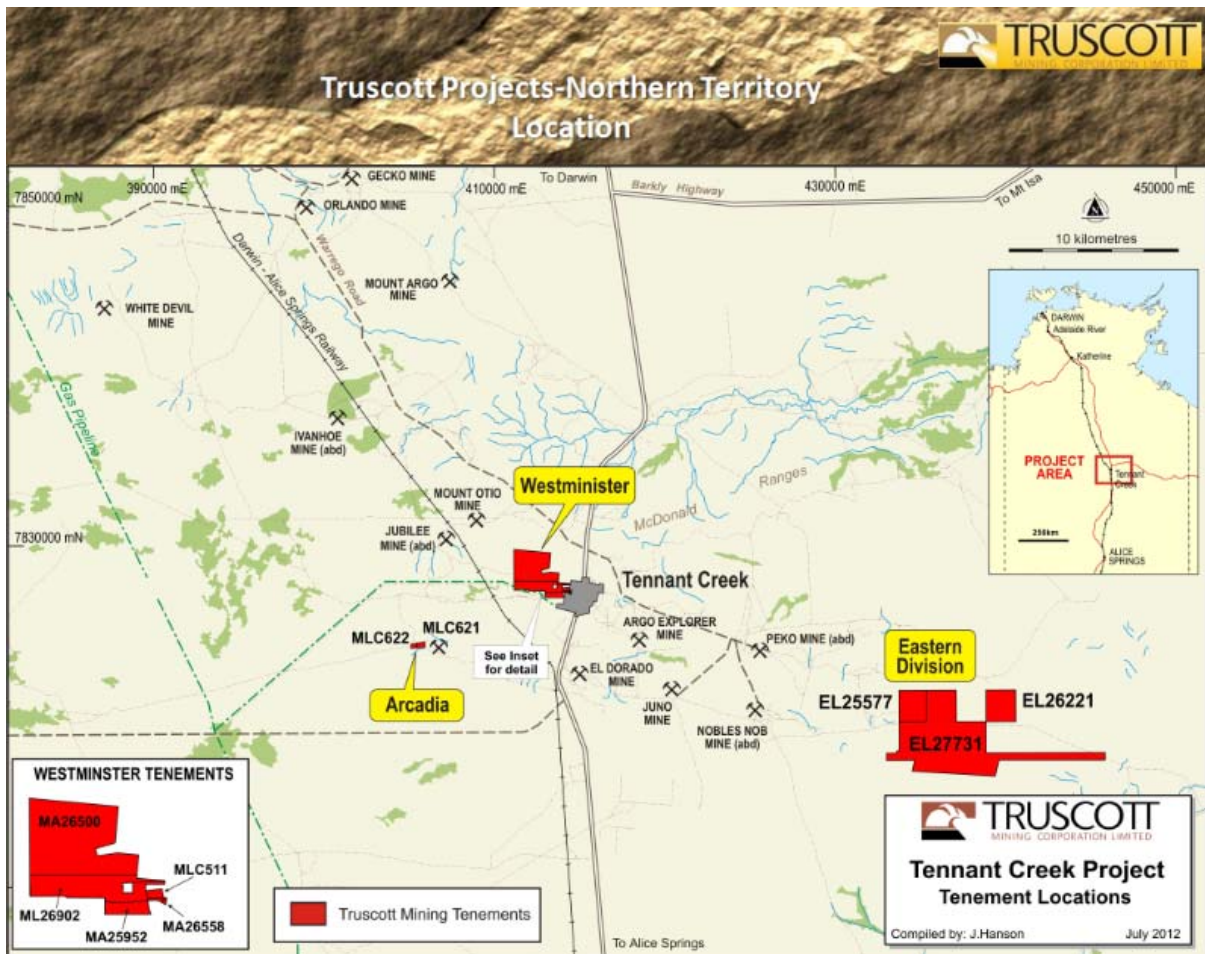 TRUSCOTT
MINING CORPORATION LIMITED
Truscott Projects-Northern Territory
Location
390000 mE
410000 mE
430000 mE
450000 mE
7850000 mN
7830000 mN
GECKO MINE
ORLANDO MINE
To Darwin
Barkly Highway
To Mt Isa
N
10 kilometres
Darwin - Alice Springs Railway
Warrego Road
MOUNT ARGO
MINE
WHITE DEVIL
MINE
Gas Pipeline
IVANHOE
MINE (abd)
DARWIN
Adelaide River
Katherine
PROJECT
AREA
Tennant
Creek
250km
ALICE
SPRINGS
Westminister
McDonald Ranges
MOUNT OTIO
MINE
JUBILEE
MINE (abd)
Tennant Creek
MLC622
MLC621
See Inset
for detail
Arcadia
ARGO EXPLORER
MINE
PEKO MINE (abd)
EL DORADO
MINE
JUNO
MINE
NOBLES NOB
MINE (abd)
Eastern
Division
EL25577
EL26221
EL27731
WESTMINSTER TENEMENTS
MA26500
MLC511
ML26902
MA25952
MA26558
Truscott Mining Tenements
To Alice Springs
TRUSCOTT
MINING CORPORATION LIMITED
Tennant Creek Project
Tenement Locations
Compiled by: J.Hanson
July 2012